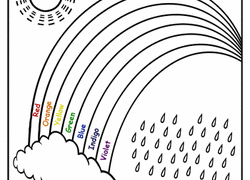 Red
Orange
Yellow
Green
Blue
Indigo
Violet